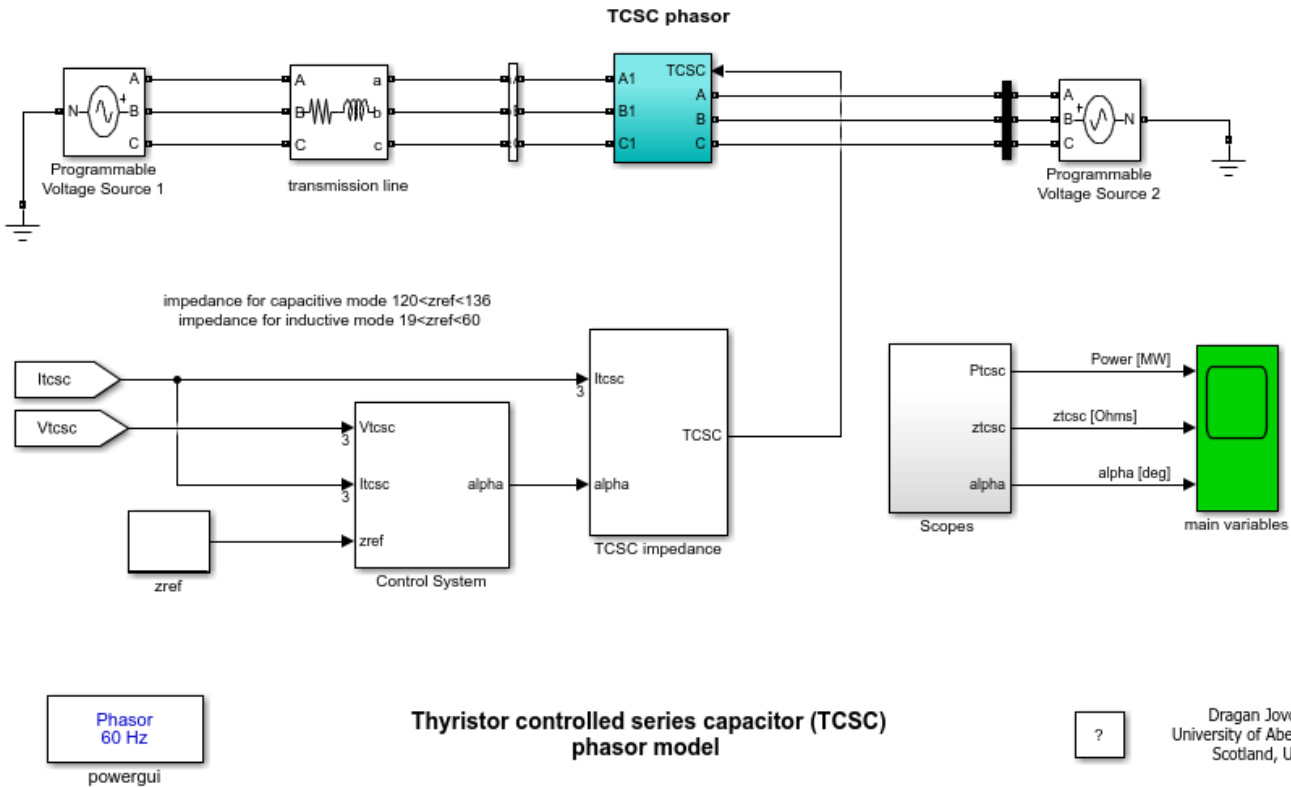 TCSC phasor
N
A
B
C
Programmable
Voltage Source 1
A
B
C
a
b
c
transmission line
A1
B1
C1
TCSC
A
B
C
A
B
C
N
Programmable
Voltage Source 2
impedance for capacitive mode 120<zref<136
impedance for inductive mode 19<zref<60
Itcsc
Vtcsc
zref
3
Vtcsc
3
Itcsc
zref
alpha
Control System
3
Itcsc
alpha
TCSC
TCSC impedance
Ptcsc
ztcsc
alpha
Scopes
Power [MW]
ztcsc [Ohms]
alpha [deg]
main variables
Phasor
60 Hz
powergui
Thyristor controlled series capacitor (TCSC)
phasor model
?
Dragan Jovc
University of Abe
Scotland, U